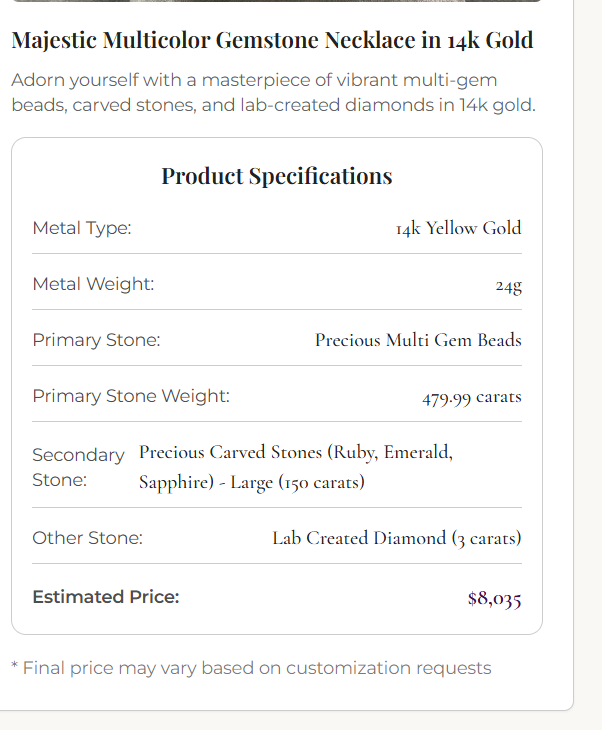 Majestic Multicolor Gemstone Necklace in 14k Gold
Adorn yourself with a masterpiece of vibrant multi-gem
beads, carved stones, and lab-created diamonds in 14k gold.
Product Specifications
Metal Type: 14k Yellow Gold
Metal Weight: 24g
Primary Stone: Precious Multi Gem Beads
Primary Stone Weight: 479.99 carats
Secondary Stone: Precious Carved Stones (Ruby, Emerald,
Sapphire) - Large (150 carats)
Other Stone: Lab Created Diamond (3 carats)
Estimated Price: $8,035
* Final price may vary based on customization requests